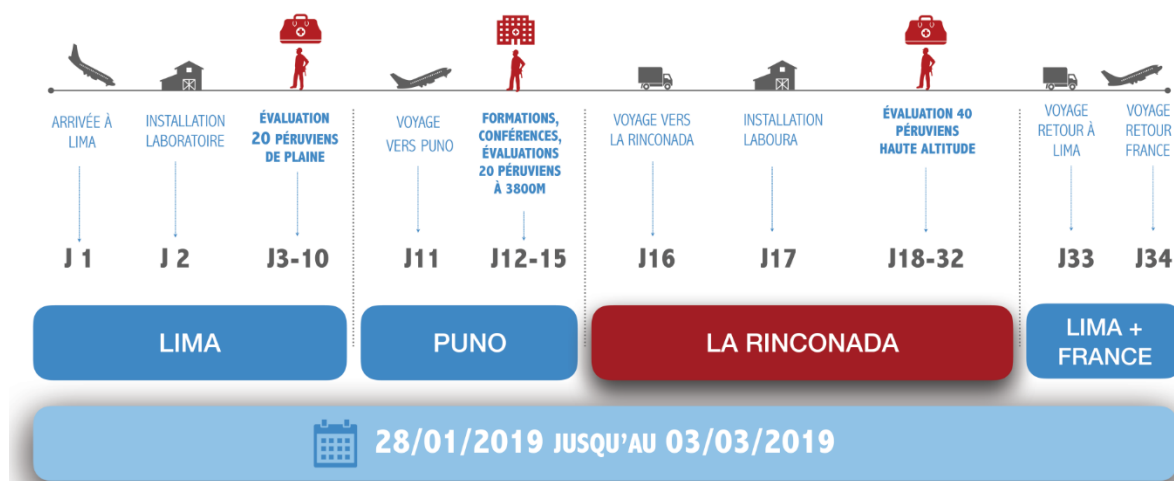 ARRIVÉE À
LIMA
INSTALLATION
LABORATOIRE
ÉVALUATION
20 PÉRUVIENS
DE PLAINE
VOYAGE
VERS PUNO
FORMATIONS,
CONFÉRENCES,
ÉVALUATIONS
20 PÉRUVIENS
À 3800M
VOYAGE VERS
LA RINCONADA
INSTALLATION
LABOURA
ÉVALUATION 40
PÉRUVIENS
HAUTE ALTITUDE
VOYAGE
RETOUR À
LIMA
VOYAGE
RETOUR
FRANCE
J 1
J 2
J3-10
J11
J12-15
J16
J17
J18-32
J33
J34
LIMA
PUNO
LA RINCONADA
LIMA +
FRANCE
28/01/2019 JUSQU'AU 03/03/2019